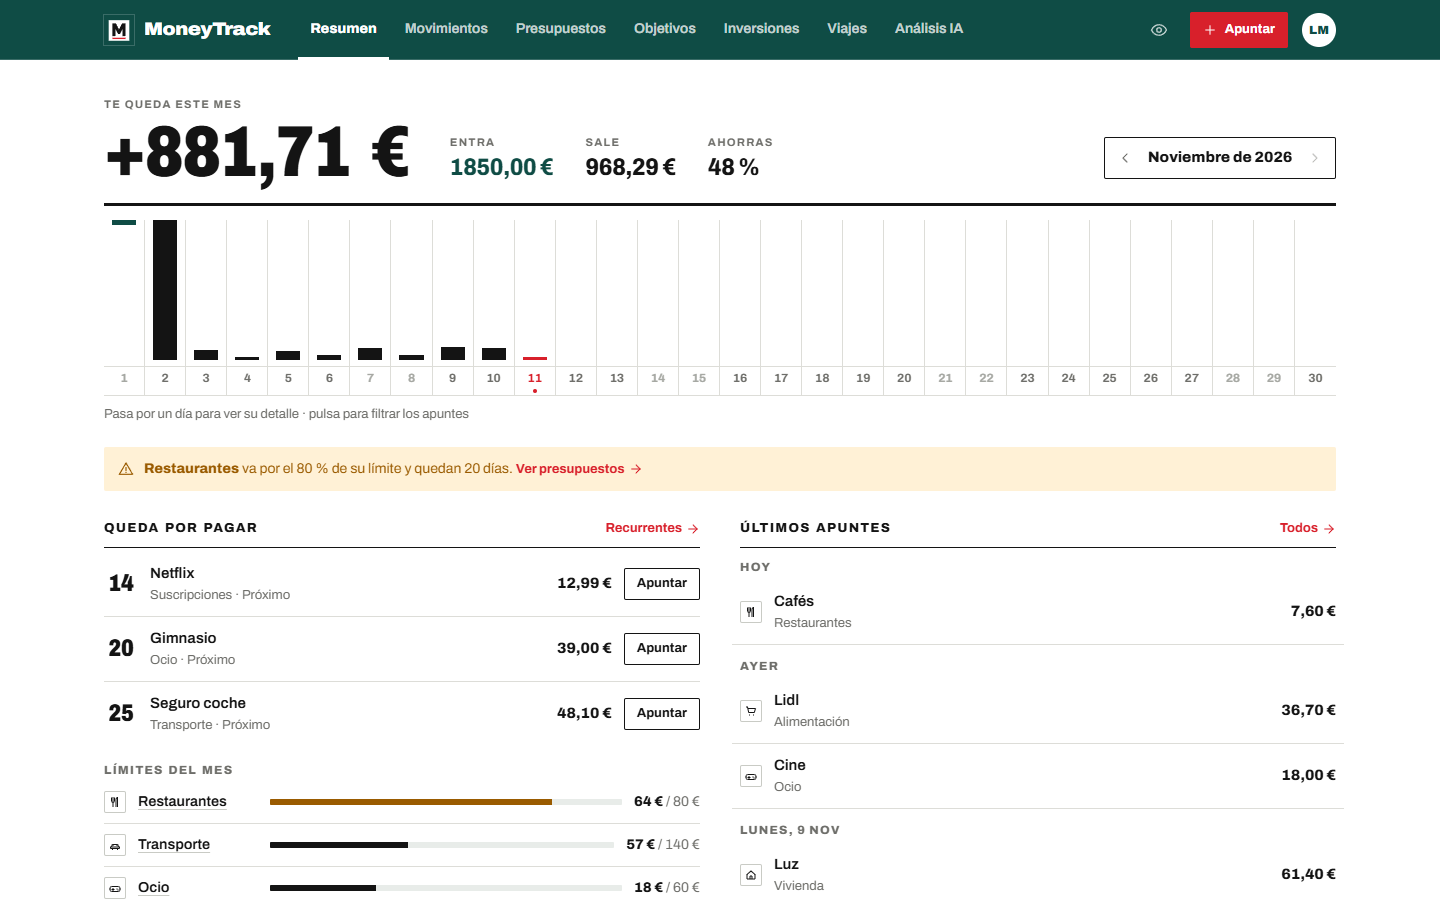 M MoneyTrack Resumen Movimientos Presupuestos Objetivos Inversiones Viajes Análisis IA + Apuntar LM
TE QUEDA ESTE MES
+881,71 €
ENTRA SALE AHORRAS
1850,00 € 968,29 € 48 %
Noviembre de 2026
1 2 3 4 5 6 7 8 9 10 11 12 13 14 15 16 17 18 19 20 21 22 23 24 25 26 27 28 29 30
Pasa por un día para ver su detalle · pulsa para filtrar los apuntes
Restaurantes va por el 80 % de su límite y quedan 20 días. Ver presupuestos →
QUEDA POR PAGAR Recurrentes →
14 Netflix 12,99 € Apuntar
Suscripciones · Próximo
20 Gimnasio 39,00 € Apuntar
Ocio · Próximo
25 Seguro coche 48,10 € Apuntar
Transporte · Próximo
LÍMITES DEL MES
Restaurantes 64 € / 80 €
Transporte 57 € / 140 €
Ocio 18 € / 60 €
ÚLTIMOS APUNTES Todos →
HOY
Cafés 7,60 €
Restaurantes
AYER
Lidl 36,70 €
Alimentación
Cine 18,00 €
Ocio
LUNES, 9 NOV
Luz 61,40 €
Vivienda